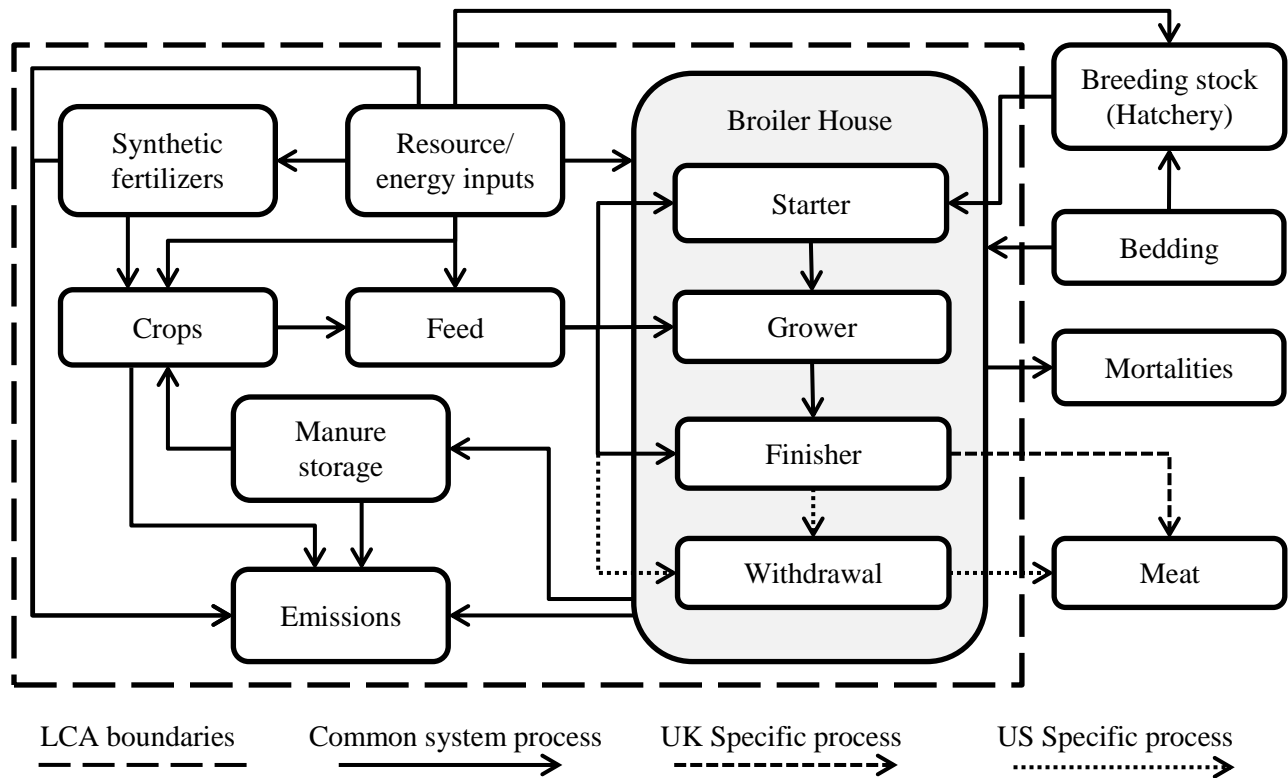 Breeding stock
(Hatchery)
Broiler House
Synthetic
fertilizers
Resource/
energy inputs
Starter
Bedding
Crops
Feed
Grower
Mortalities
Manure
storage
Finisher
Withdrawal
Meat
Emissions
LCA boundaries
Common system process
UK Specific process
US Specific process